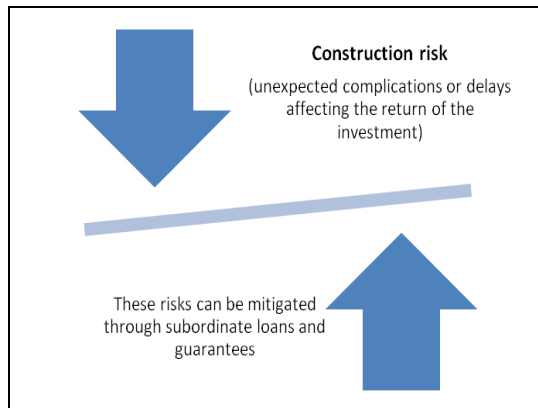 Construction risk
(unexpected complications or delays
affecting the return of the
investment)
These risks can be mitigated
through subordinate loans and
guarantees